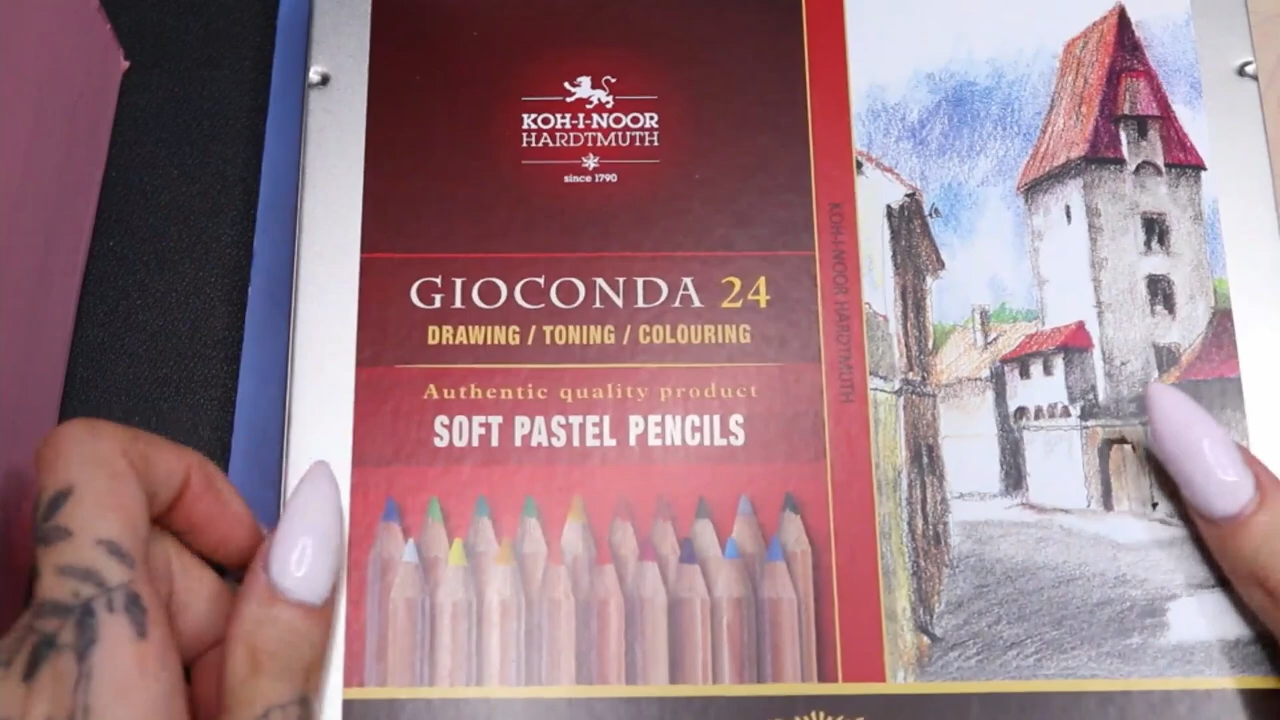 KOH-I-NOOR
HARDTMUTH
since 1790
GIOCONDA 24
DRAWING / TONING / COLOURING
Authentic quality product
SOFT PASTEL PENCILS
KOH-I-NOOR HARDTMUTH